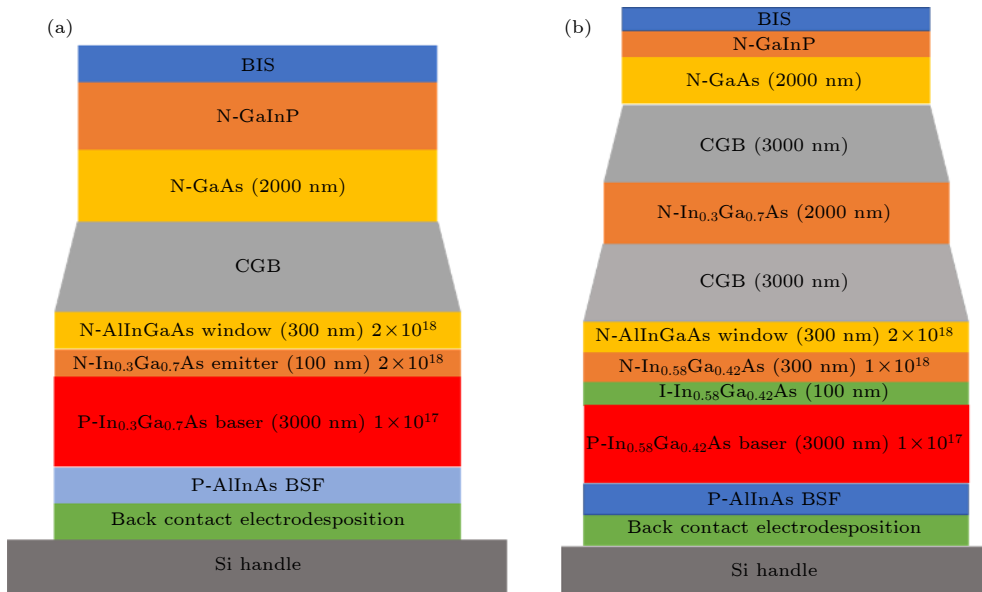 (a)
BIS
N-GaInP
N-GaAs (2000 nm)
CGB
N-AlInGaAs window (300 nm) 2×10¹⁸
N-In₀.₃Ga₀.₇As emitter (100 nm) 2×10¹⁸
P-In₀.₃Ga₀.₇As baser (3000 nm) 1×10¹⁷
P-AlInAs BSF
Back contact electrodesposition
Si handle
(b)
BIS
N-GaInP
N-GaAs (2000 nm)
CGB (3000 nm)
N-In₀.₃Ga₀.₇As (2000 nm)
CGB (3000 nm)
N-AlInGaAs window (300 nm) 2×10¹⁸
N-In₀.₅₈Ga₀.₄₂As (300 nm) 1×10¹⁸
I-In₀.₅₈Ga₀.₄₂As (100 nm)
P-In₀.₅₈Ga₀.₄₂As baser (3000 nm) 1×10¹⁷
P-AlInAs BSF
Back contact electrodesposition
Si handle